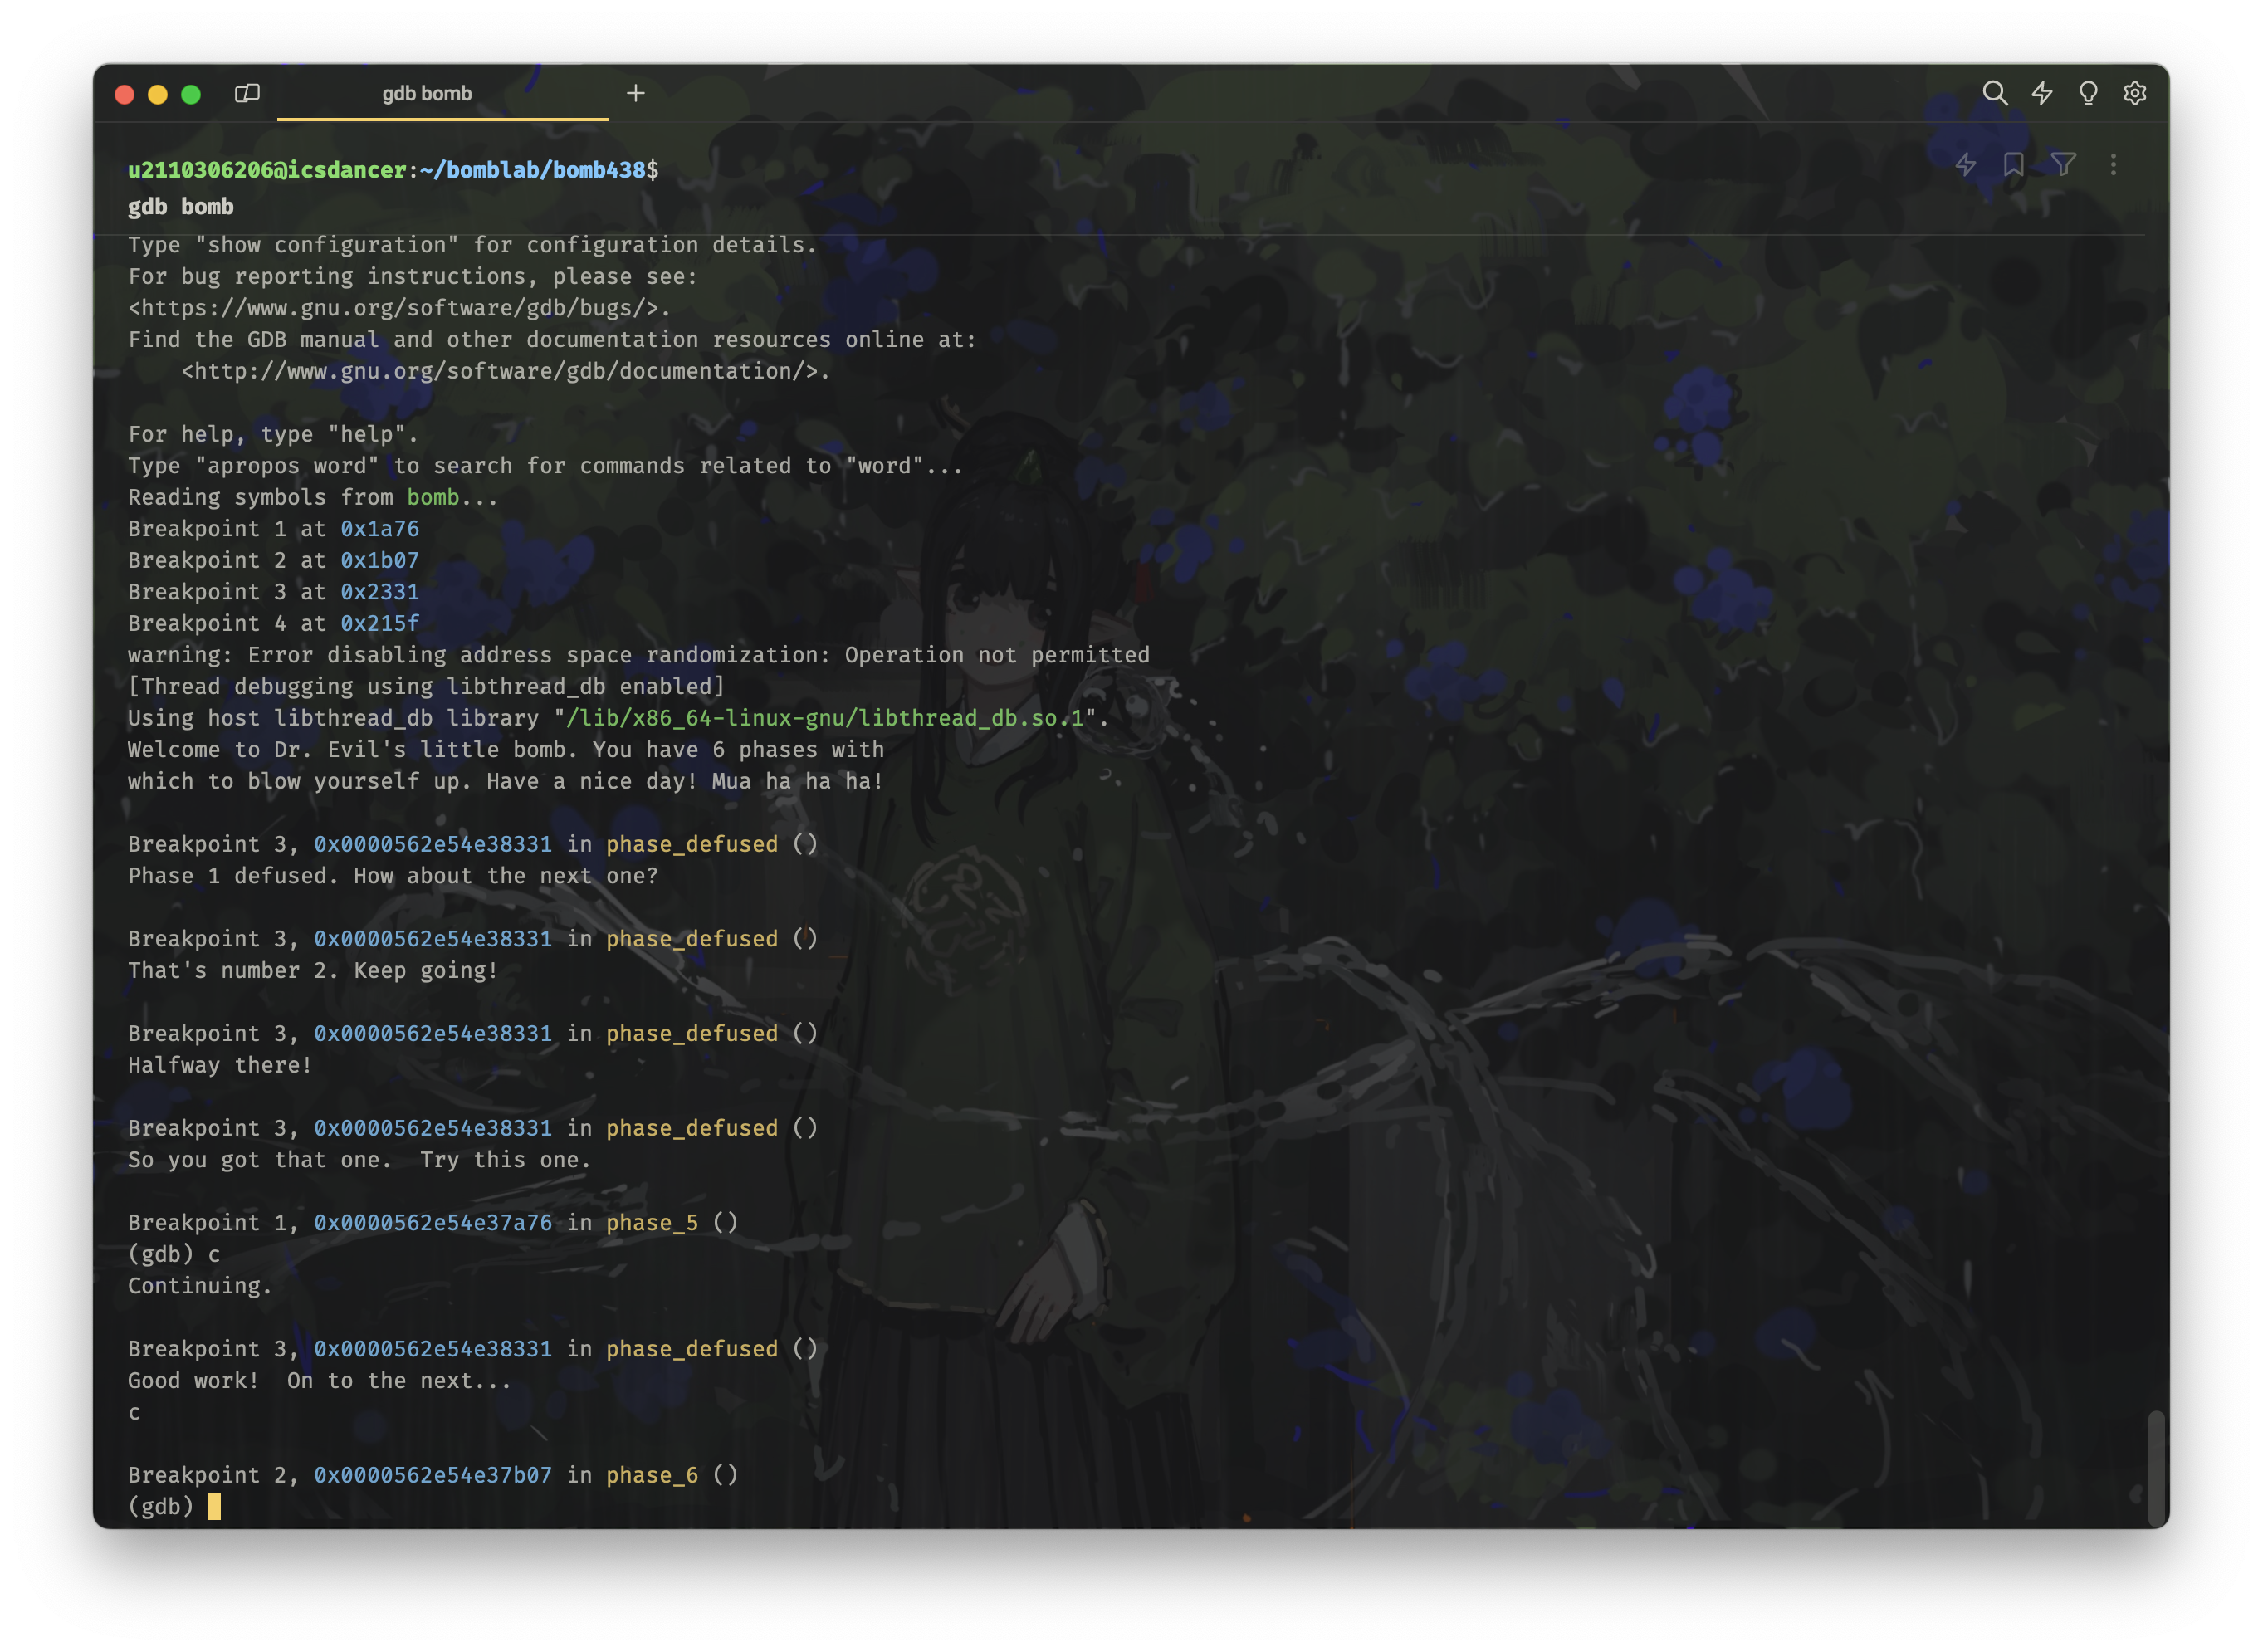 gdb bomb
u2110306206@icsdancer:~/bomblab/bomb438$
gdb bomb
Type "show configuration" for configuration details.
For bug reporting instructions, please see:
<https://www.gnu.org/software/gdb/bugs/>.
Find the GDB manual and other documentation resources online at:
    <http://www.gnu.org/software/gdb/documentation/>.

For help, type "help".
Type "apropos word" to search for commands related to "word"...
Reading symbols from bomb...
Breakpoint 1 at 0x1a76
Breakpoint 2 at 0x1b07
Breakpoint 3 at 0x2331
Breakpoint 4 at 0x215f
warning: Error disabling address space randomization: Operation not permitted
[Thread debugging using libthread_db enabled]
Using host libthread_db library "/lib/x86_64-linux-gnu/libthread_db.so.1".
Welcome to Dr. Evil's little bomb. You have 6 phases with
which to blow yourself up. Have a nice day! Mua ha ha ha!

Breakpoint 3, 0x0000562e54e38331 in phase_defused ()
Phase 1 defused. How about the next one?

Breakpoint 3, 0x0000562e54e38331 in phase_defused ()
That's number 2. Keep going!

Breakpoint 3, 0x0000562e54e38331 in phase_defused ()
Halfway there!

Breakpoint 3, 0x0000562e54e38331 in phase_defused ()
So you got that one.  Try this one.

Breakpoint 1, 0x0000562e54e37a76 in phase_5 ()
(gdb) c
Continuing.

Breakpoint 3, 0x0000562e54e38331 in phase_defused ()
Good work!  On to the next...
c

Breakpoint 2, 0x0000562e54e37b07 in phase_6 ()
(gdb)